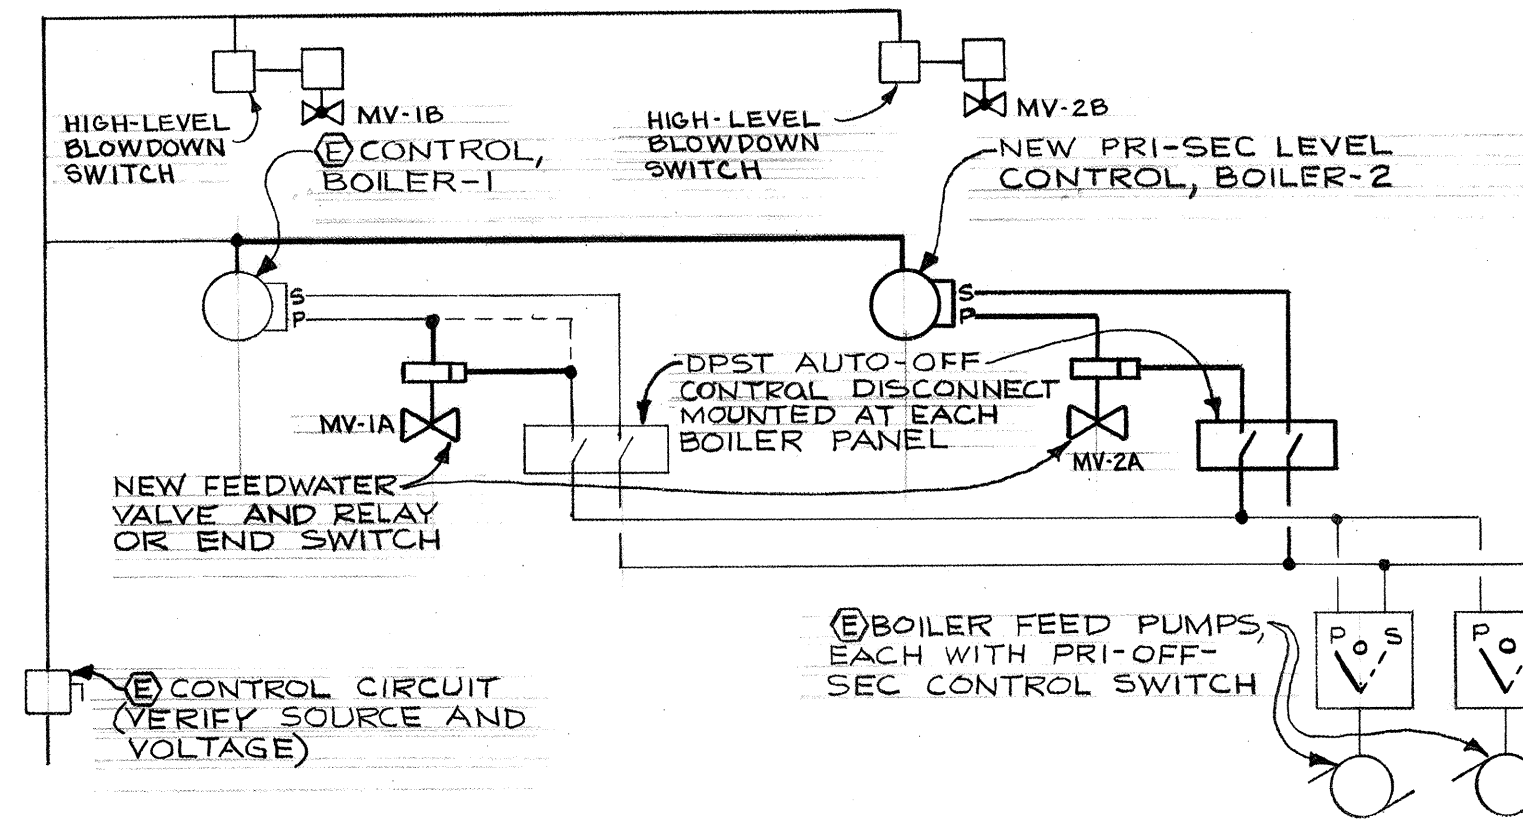 HIGH-LEVEL
BLOWDOWN
SWITCH
MV-1B
E CONTROL,
BOILER-1
HIGH-LEVEL
BLOWDOWN
SWITCH
MV-2B
NEW PRI-SEC LEVEL
CONTROL, BOILER-2
S
P
S
P
MV-1A
DPST AUTO-OFF
CONTROL DISCONNECT
MOUNTED AT EACH
BOILER PANEL
MV-2A
NEW FEEDWATER
VALVE AND RELAY
OR END SWITCH
E BOILER FEED PUMPS,
EACH WITH PRI-OFF-
SEC CONTROL SWITCH
P O S
P O
E CONTROL CIRCUIT
(VERIFY SOURCE AND
VOLTAGE)